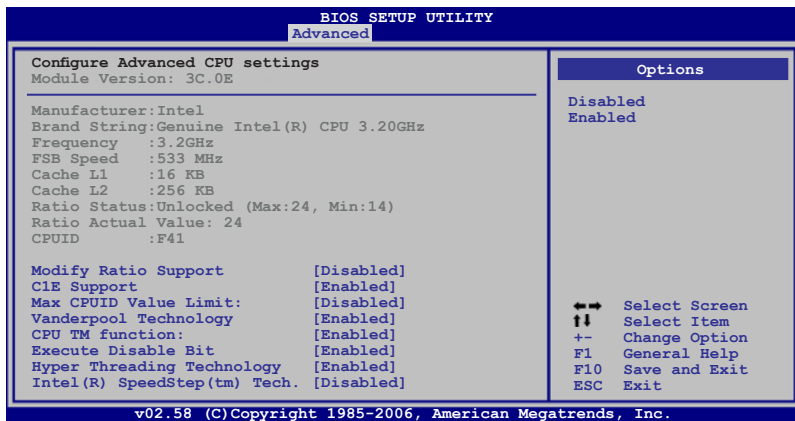 BIOS SETUP UTILITY
Advanced
Configure Advanced CPU settings
Module Version: 3C.0E
Manufacturer:Intel
Brand String:Genuine Intel(R) CPU 3.20GHz
Frequency :3.2GHz
FSB Speed :533 MHz
Cache L1 :16 KB
Cache L2 :256 KB
Ratio Status:Unlocked (Max:24, Min:14)
Ratio Actual Value: 24
CPUID :F41
Modify Ratio Support [Disabled]
C1E Support [Enabled]
Max CPUID Value Limit: [Disabled]
Vanderpool Technology [Enabled]
CPU TM function: [Enabled]
Execute Disable Bit [Enabled]
Hyper Threading Technology [Enabled]
Intel(R) SpeedStep(tm) Tech. [Disabled]
Options
Disabled
Enabled
Select Screen
Select Item
+- Change Option
F1 General Help
F10 Save and Exit
ESC Exit
v02.58 (C)Copyright 1985-2006, American Megatrends, Inc.